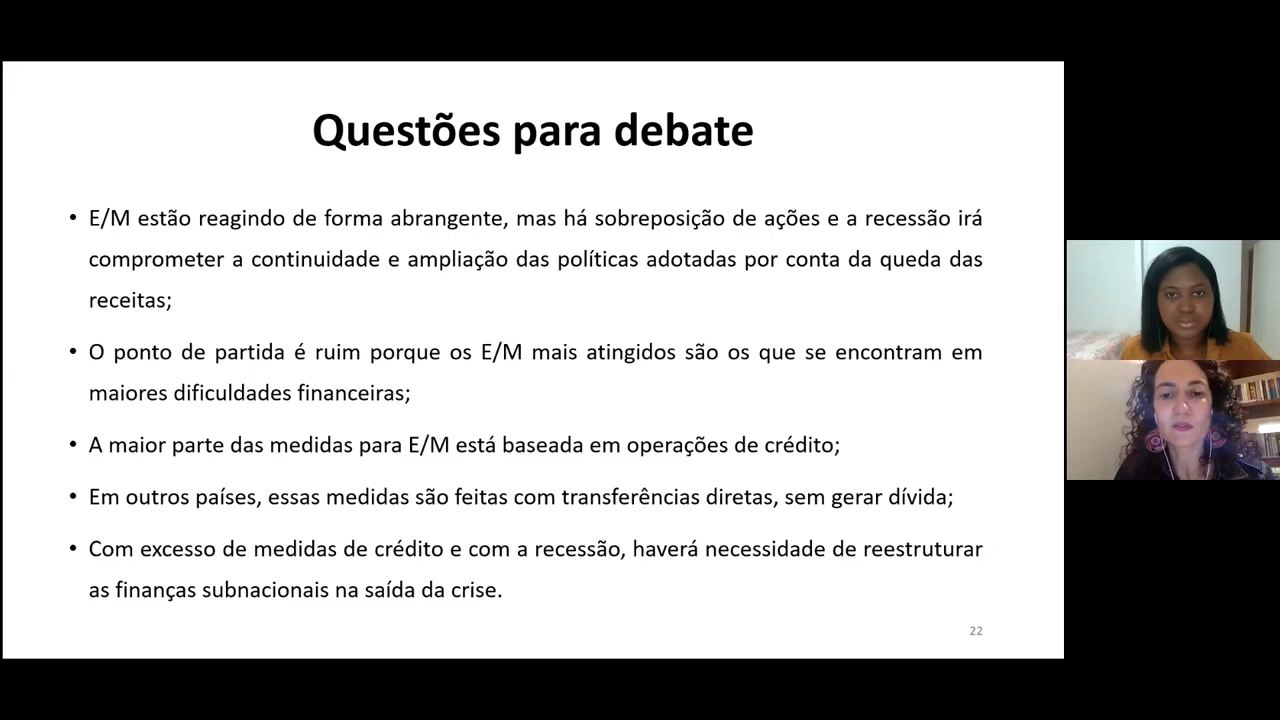 Questões para debate
• E/M estão reagindo de forma abrangente, mas há sobreposição de ações e a recessão irá
comprometer a continuidade e ampliação das políticas adotadas por conta da queda das
receitas;
• O ponto de partida é ruim porque os E/M mais atingidos são os que se encontram em
maiores dificuldades financeiras;
• A maior parte das medidas para E/M está baseada em operações de crédito;
• Em outros países, essas medidas são feitas com transferências diretas, sem gerar dívida;
• Com excesso de medidas de crédito e com a recessão, haverá necessidade de reestruturar
as finanças subnacionais na saída da crise.
22